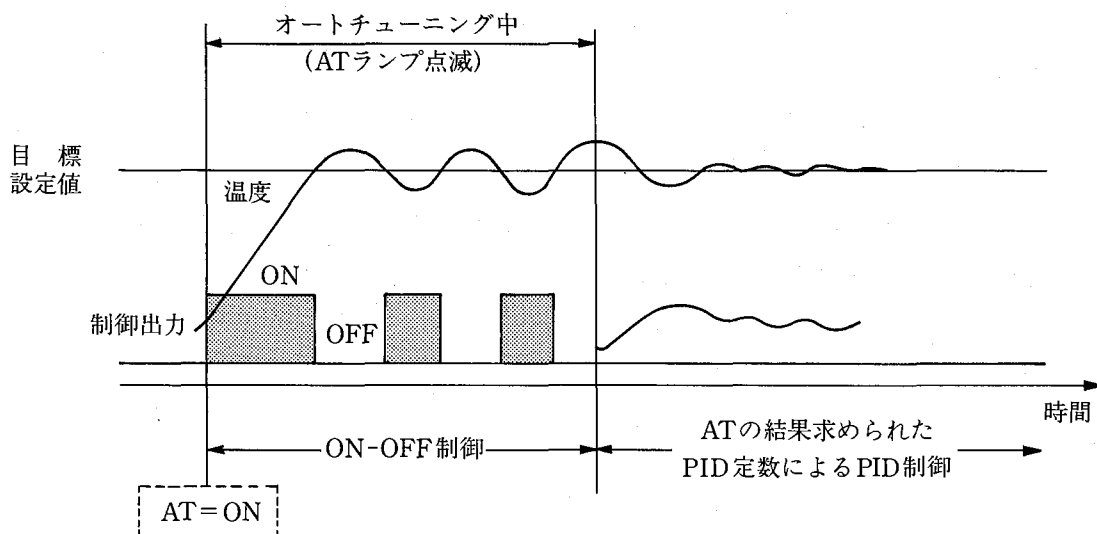 オートチューニング中
(ATランプ点滅)
目標
設定値
温度
ON
制御出力
OFF
時間
ON-OFF制御
ATの結果求められた
PID定数によるPID制御
AT=ON